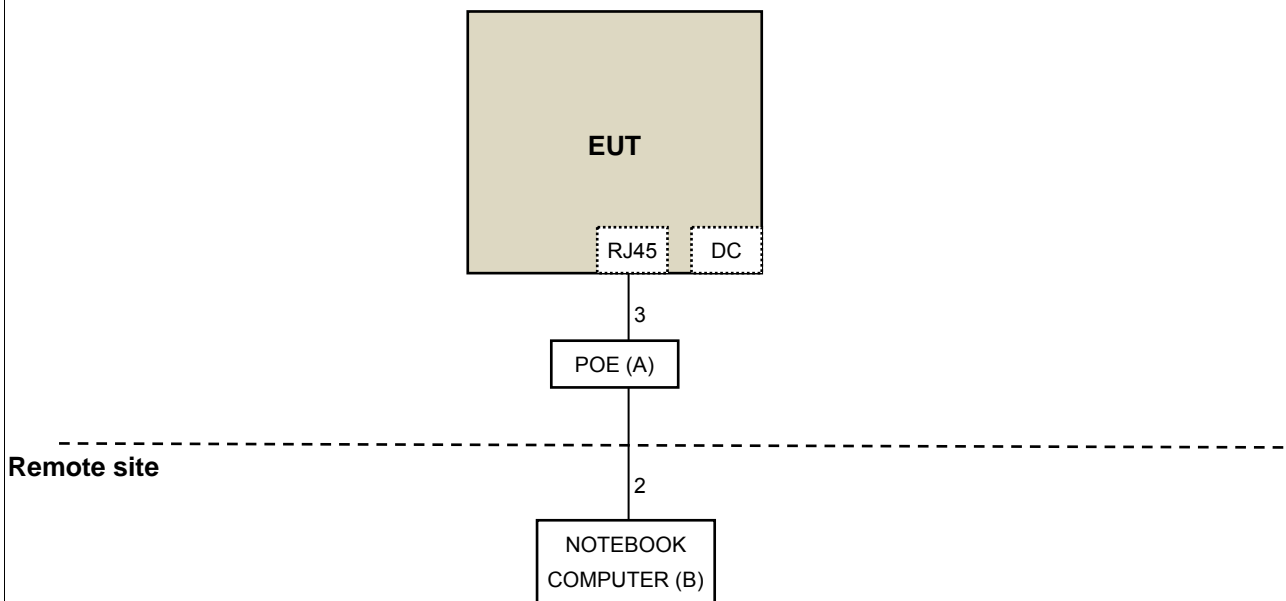 EUT
RJ45 DC
3
POE (A)
Remote site
2
NOTEBOOK
COMPUTER (B)